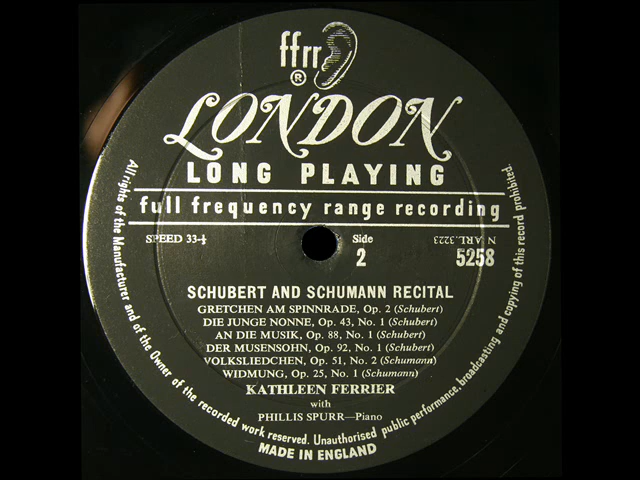 ffrr
®
LONDON
LONG PLAYING
full frequency range recording
SPEED 33-⅓
Side
2
N ARL.3223
5258
SCHUBERT AND SCHUMANN RECITAL
GRETCHEN AM SPINNRADE, Op. 2 (Schubert)
DIE JUNGE NONNE, Op. 43, No. 1 (Schubert)
AN DIE MUSIK, Op. 88, No. 1 (Schubert)
DER MUSENSOHN, Op. 92, No. 1 (Schubert)
VOLKSLIEDCHEN, Op. 51, No. 2 (Schumann)
WIDMUNG, Op. 25, No. 1 (Schumann)
KATHLEEN FERRIER
with
PHILLIS SPURR—Piano
All rights of the Manufacturer and of the Owner of the recorded work reserved. Unauthorised public performance, broadcasting and copying of this record prohibited.
MADE IN ENGLAND